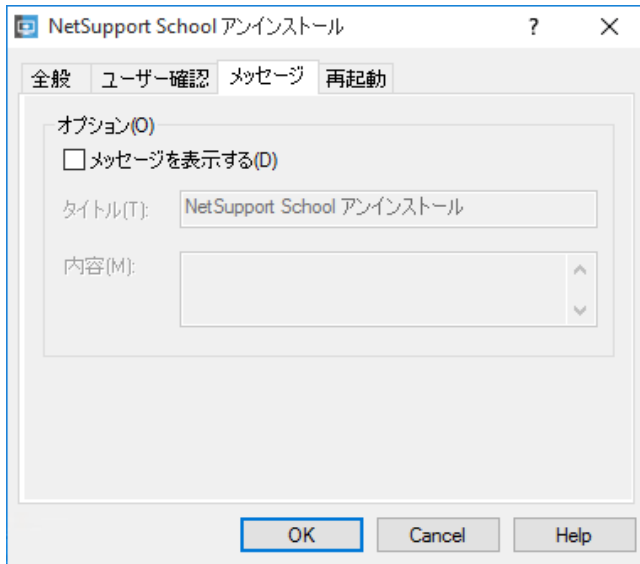 NetSupport School アンインストール
全般 ユーザー確認 メッセージ 再起動
オプション(O)
メッセージを表示する(D)
タイトル(T): NetSupport School アンインストール
内容(M):
OK Cancel Help